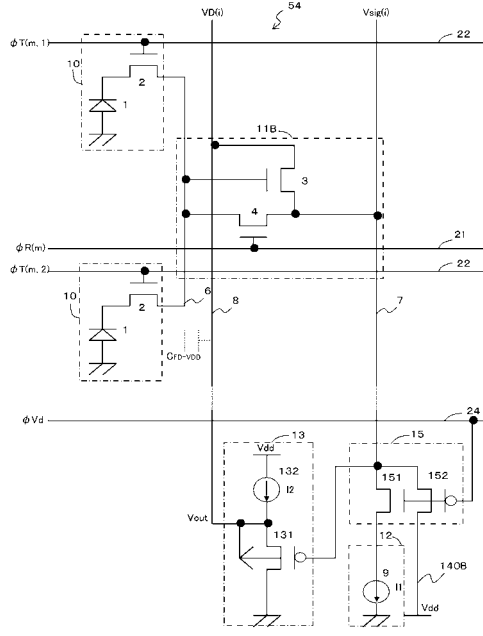 VD(i)
Vsig(i)
54
φT(m, 1)
22
10
2
1
11B
3
4
φR(m)
21
φT(m, 2)
22
10
2
6
8
7
1
CFD-VDD
φVd
24
13
15
Vdd
132
I2
151
152
Vout
131
12
9
I1
140B
Vdd